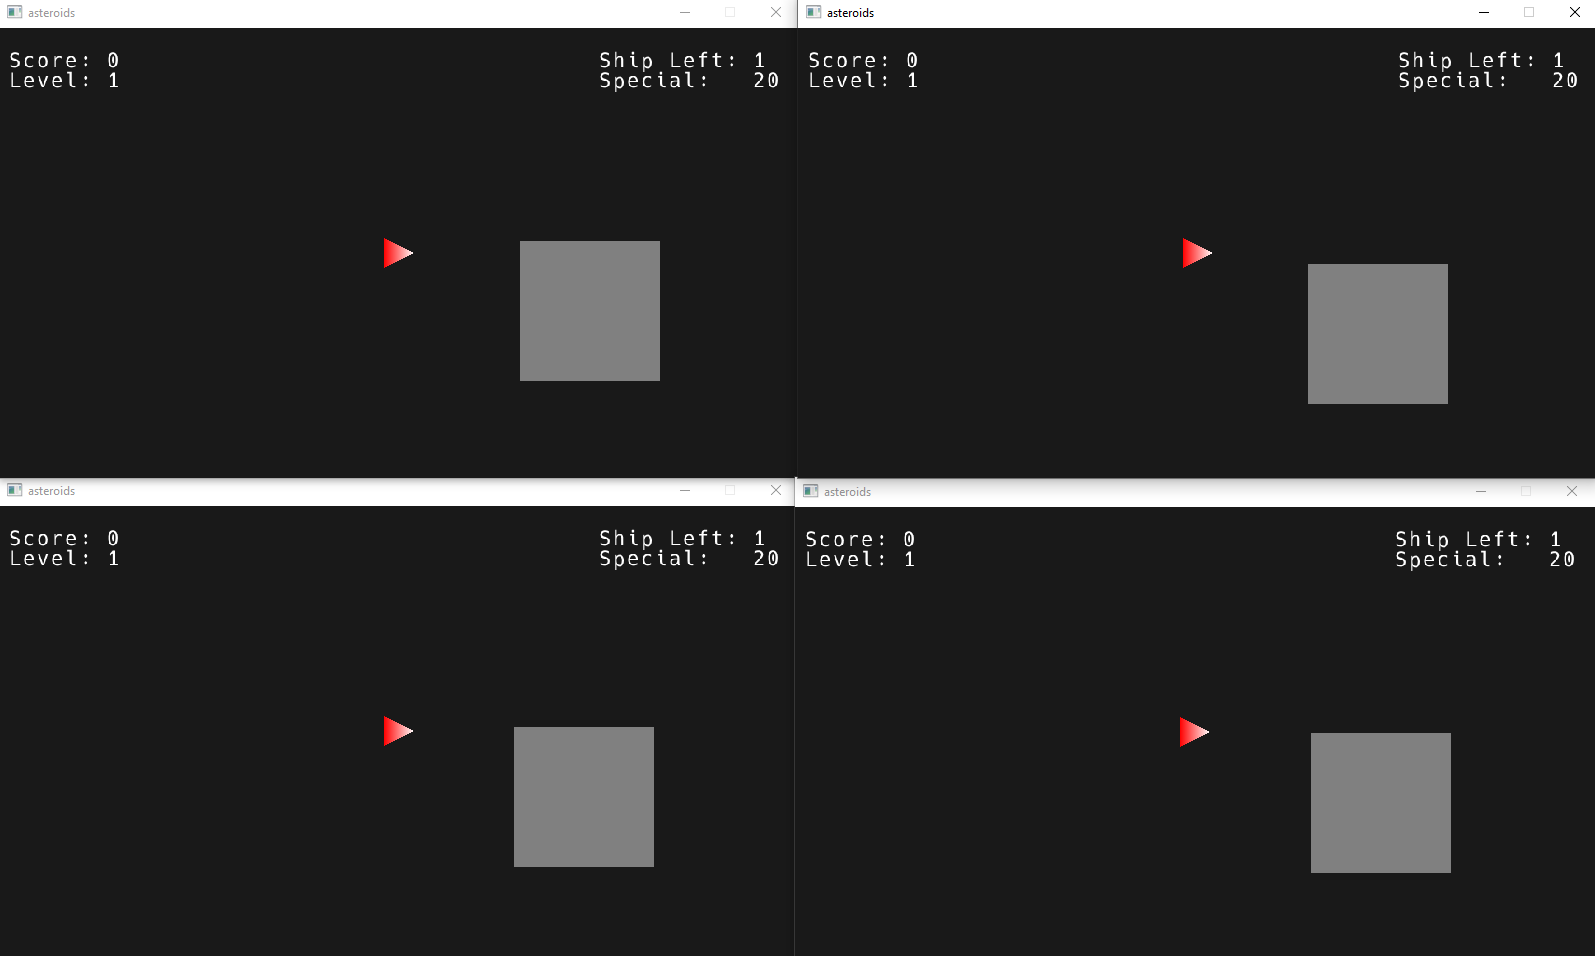 asteroids
Score: 0
Level: 1
Ship Left: 1
Special: 20
asteroids
Score: 0
Level: 1
Ship Left: 1
Special: 20
asteroids
Score: 0
Level: 1
Ship Left: 1
Special: 20
asteroids
Score: 0
Level: 1
Ship Left: 1
Special: 20